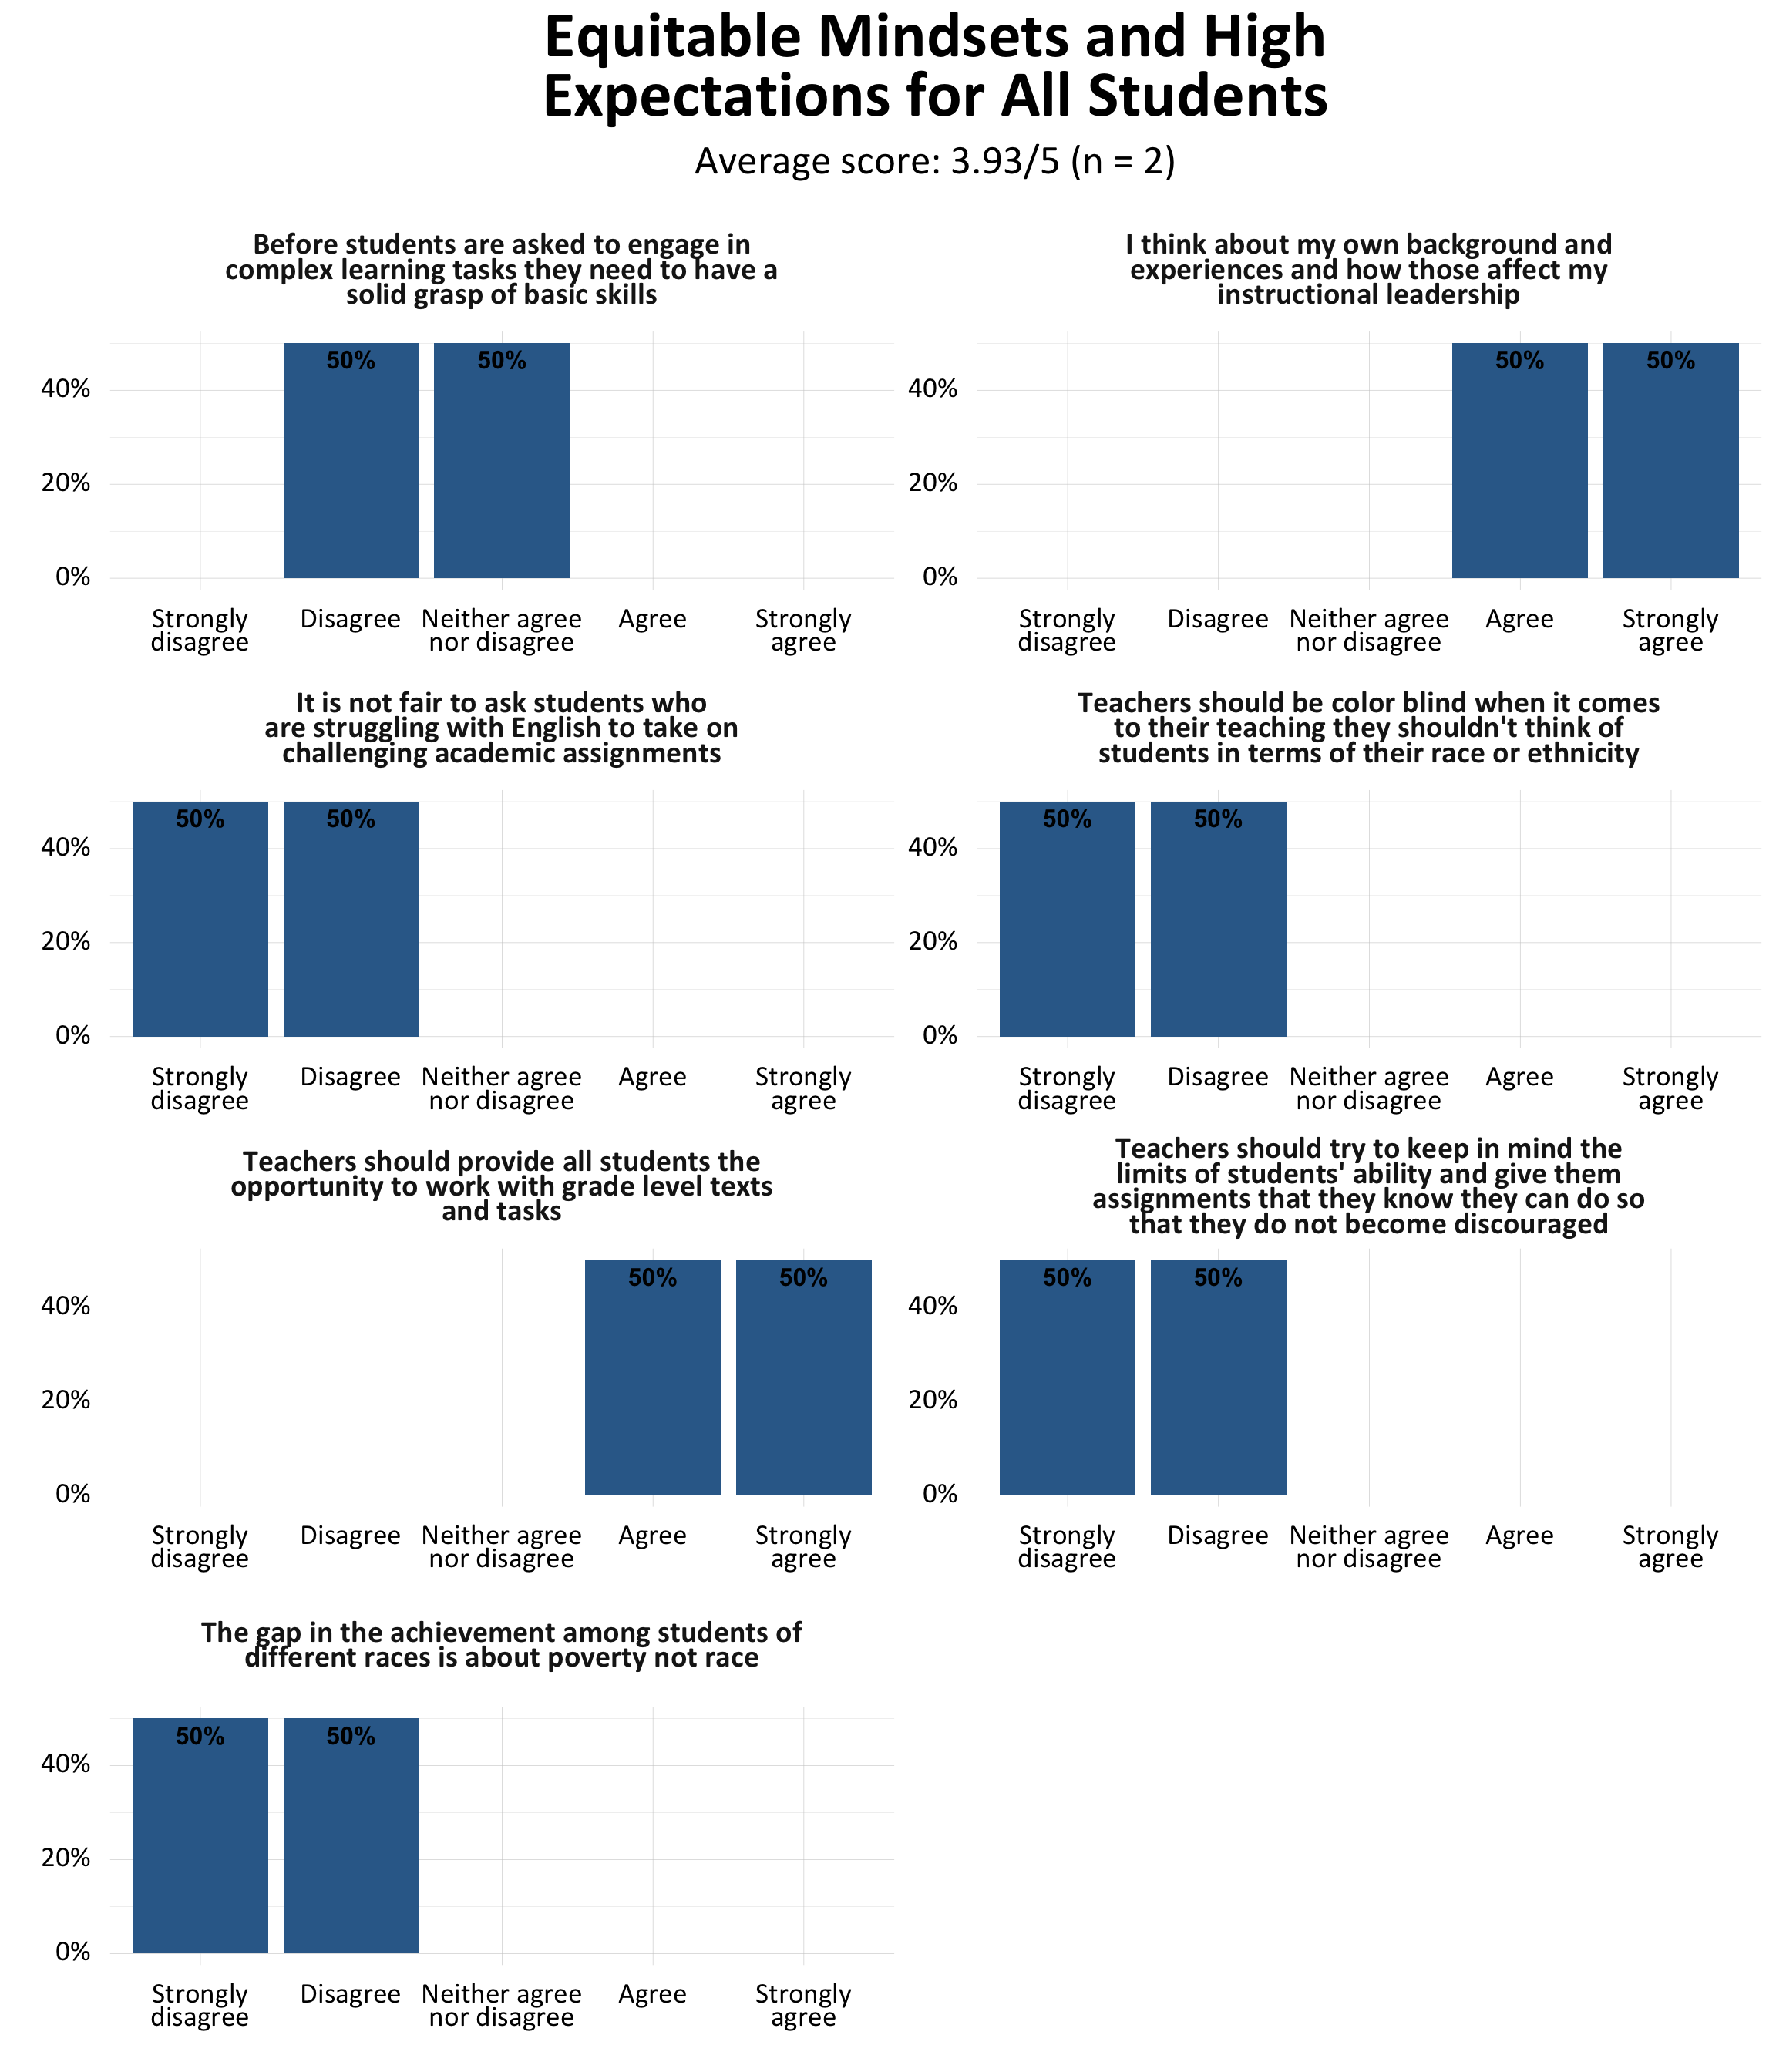 Equitable Mindsets and High
Expectations for All Students
Average score: 3.93/5 (n = 2)
Before students are asked to engage in
complex learning tasks they need to have a
solid grasp of basic skills
50%
50%
40%
20%
0%
Strongly
disagree
Disagree
Neither agree
nor disagree
Agree
Strongly
agree
I think about my own background and
experiences and how those affect my
instructional leadership
50%
50%
40%
20%
0%
Strongly
disagree
Disagree
Neither agree
nor disagree
Agree
Strongly
agree
It is not fair to ask students who
are struggling with English to take on
challenging academic assignments
50%
50%
40%
20%
0%
Strongly
disagree
Disagree
Neither agree
nor disagree
Agree
Strongly
agree
Teachers should be color blind when it comes
to their teaching they shouldn't think of
students in terms of their race or ethnicity
50%
50%
40%
20%
0%
Strongly
disagree
Disagree
Neither agree
nor disagree
Agree
Strongly
agree
Teachers should provide all students the
opportunity to work with grade level texts
and tasks
50%
50%
40%
20%
0%
Strongly
disagree
Disagree
Neither agree
nor disagree
Agree
Strongly
agree
Teachers should try to keep in mind the
limits of students' ability and give them
assignments that they know they can do so
that they do not become discouraged
50%
50%
40%
20%
0%
Strongly
disagree
Disagree
Neither agree
nor disagree
Agree
Strongly
agree
The gap in the achievement among students of
different races is about poverty not race
50%
50%
40%
20%
0%
Strongly
disagree
Disagree
Neither agree
nor disagree
Agree
Strongly
agree